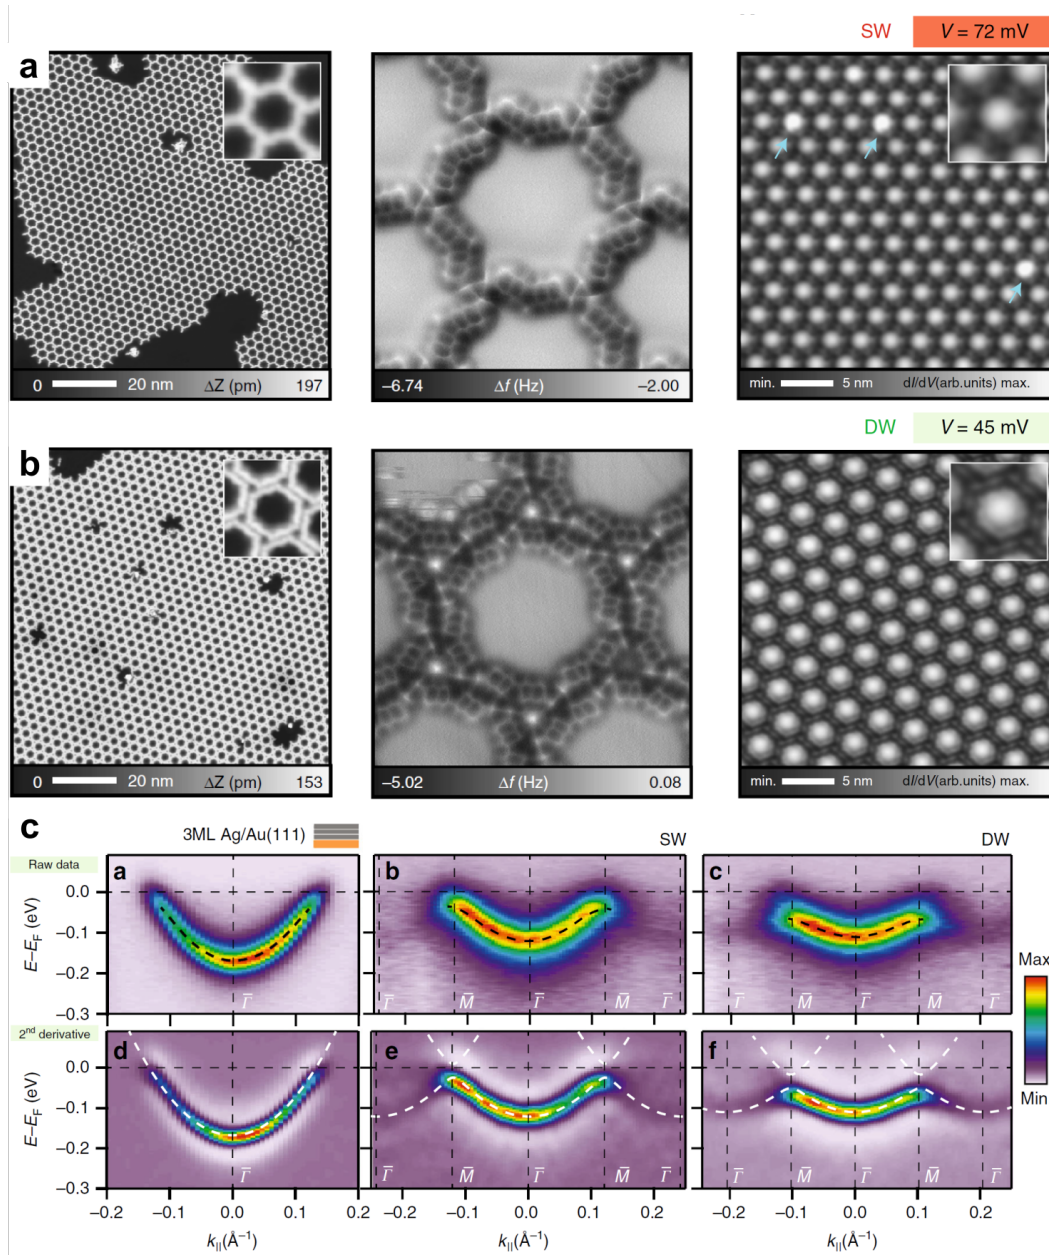 SW V = 72 mV
a
0 20 nm ΔZ (pm) 197
−6.74 Δf (Hz) −2.00
min. 5 nm dI/dV(arb.units) max.
DW V = 45 mV
b
0 20 nm ΔZ (pm) 153
−5.02 Δf (Hz) 0.08
min. 5 nm dI/dV(arb.units) max.
c
3ML Ag/Au(111) SW DW
Raw data
a b c
E–E_F (eV)
0.0
−0.1
−0.2
−0.3
Γ̅ Γ̅ M̅ Γ̅ M̅ Γ̅ Γ̅ M̅ Γ̅ M̅ Γ̅
Max
Min
2nd derivative
d e f
E–E_F (eV)
0.0
−0.1
−0.2
−0.3
Γ̅ Γ̅ M̅ Γ̅ M̅ Γ̅ Γ̅ M̅ Γ̅ M̅ Γ̅
−0.2 −0.1 0.0 0.1 0.2 −0.2 −0.1 0.0 0.1 0.2 −0.2 −0.1 0.0 0.1 0.2
k||(Å−1) k||(Å−1) k||(Å−1)